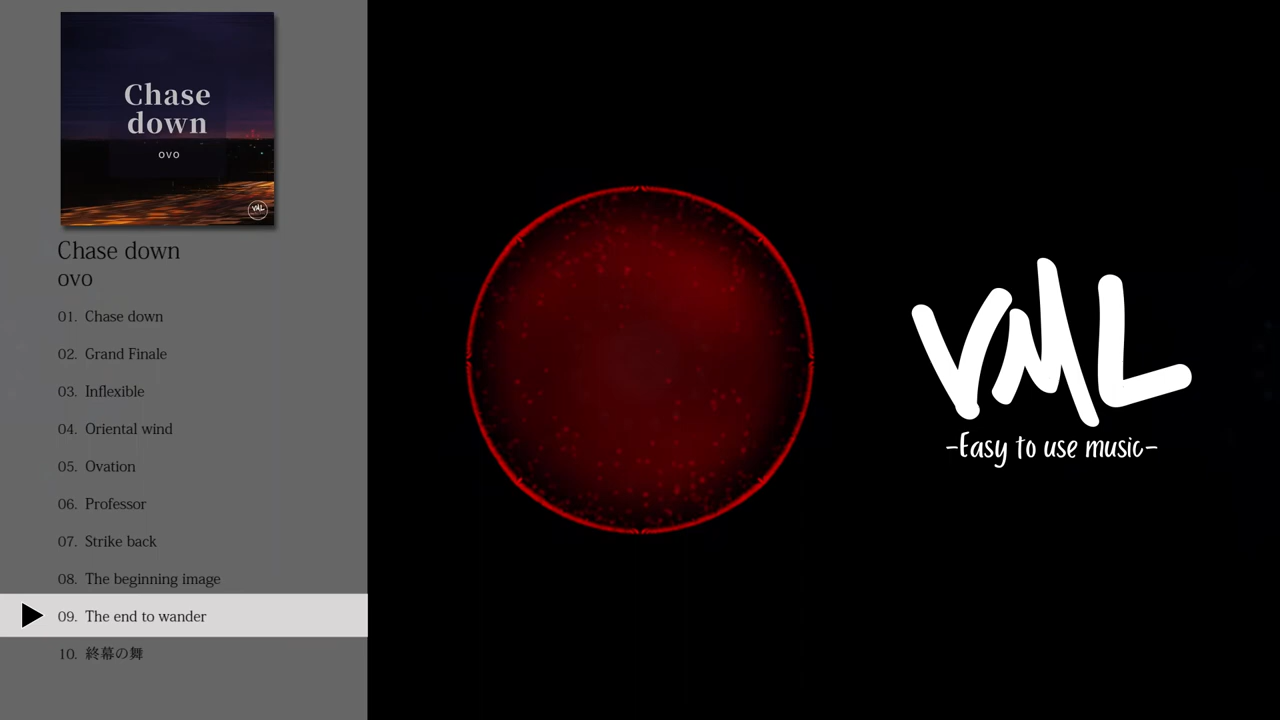 Chase
down
ovo
VML
Chase down
ovo
01. Chase down
02. Grand Finale
03. Inflexible
04. Oriental wind
05. Ovation
06. Professor
07. Strike back
08. The beginning image
09. The end to wander
10. 終幕の舞
VML
-Easy to use music-